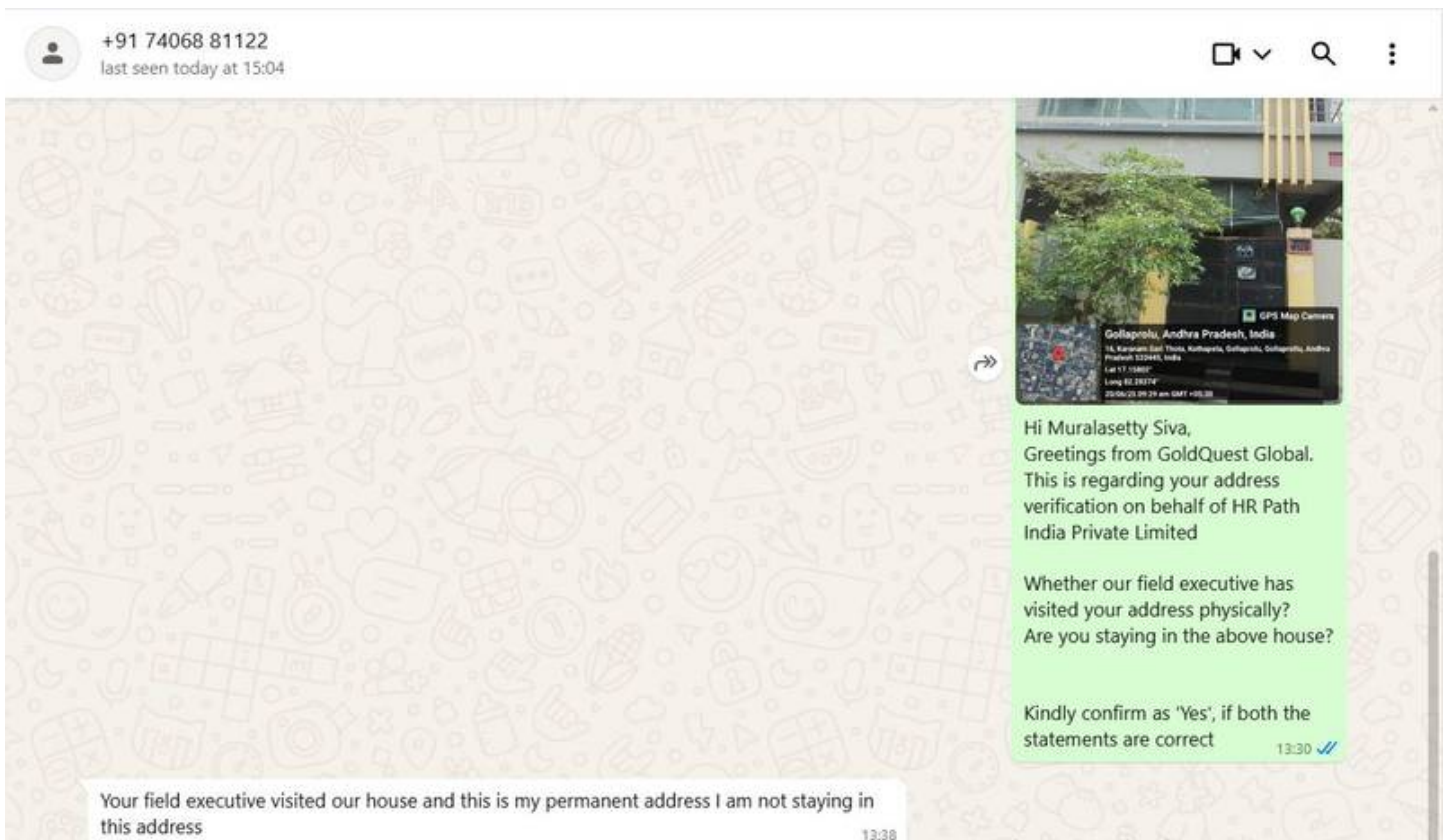 +91 74068 81122
last seen today at 15:04
GPS Map Camera
Gollaprolu, Andhra Pradesh, India
Pradesh 533445, India
Lat 17.15802°
Long 82.28374°
Hi Muralasetty Siva,
Greetings from GoldQuest Global.
This is regarding your address
verification on behalf of HR Path
India Private Limited
Whether our field executive has
visited your address physically?
Are you staying in the above house?
Kindly confirm as 'Yes', if both the
statements are correct
13:30
Your field executive visited our house and this is my permanent address I am not staying in
this address
13:38